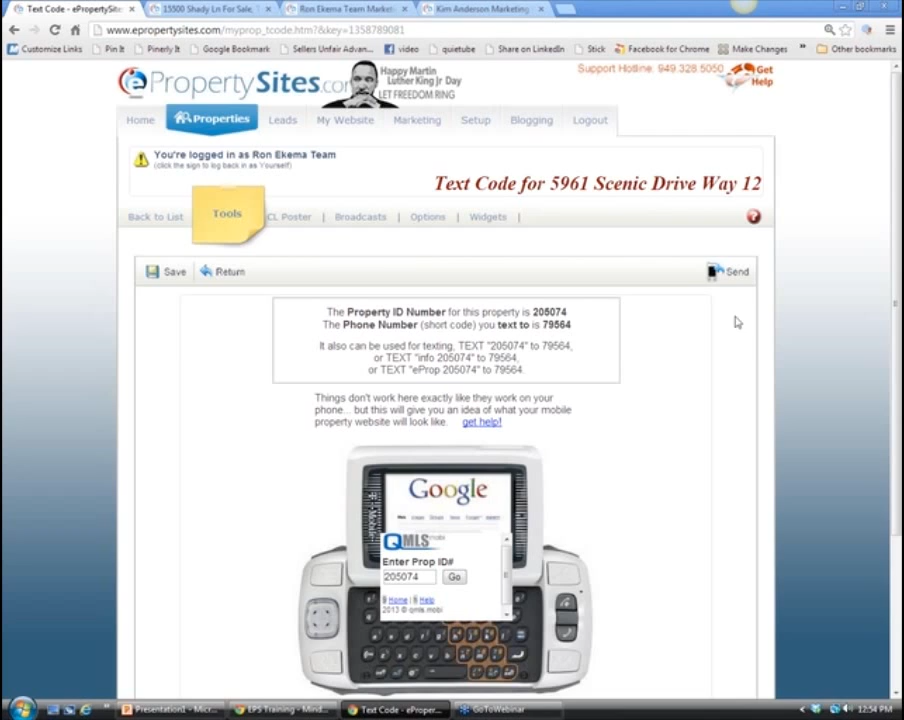 Text Code - ePropertySite
15500 Shady Ln For Sale, T
Ron Ekema Team Market
Kim Anderson Marketing
www.epropertysites.com/myprop_tcode.htm?&key=1358789081
Customize Links
Pin It
Pinerly It
Google Bookmark
Sellers Unfair Advan...
video
quietube
Share on LinkedIn
Stick
Facebook for Chrome
Make Changes
»
Other bookmarks
ePropertySites.com
Happy Martin
Luther King Jr Day
LET FREEDOM RING
Support Hotline: 949.328.5050
Get
Help
Home
Properties
Leads
My Website
Marketing
Setup
Blogging
Logout
You're logged in as Ron Ekema Team
(click the sign to log back in as Yourself)
Text Code for 5961 Scenic Drive Way 12
Back to List
Tools
CL Poster | Broadcasts | Options | Widgets |
Save
Return
Send
The Property ID Number for this property is 205074
The Phone Number (short code) you text to is 79564
It also can be used for texting, TEXT "205074" to 79564,
or TEXT "info 205074" to 79564,
or TEXT "eProp 205074" to 79564.
Things don't work here exactly like they work on your
phone... but this will give you an idea of what your mobile
property website will look like. get help!
Google
QMLS mobi
Enter Prop ID#
205074 Go
Home | Help
2013 © qmls.mobi
Presentation1 - Micr...
EPS Training - Mind...
Text Code - eProper...
GoToWebinar
12:54 PM